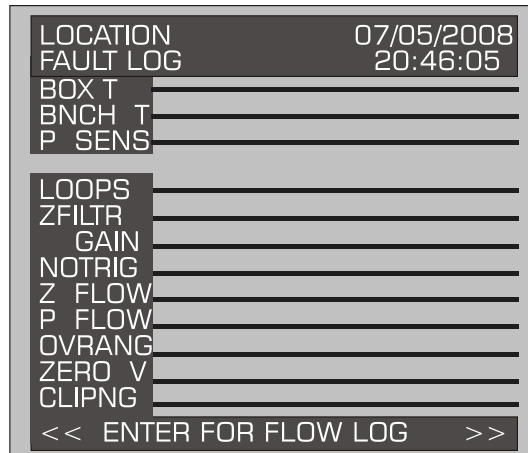 LOCATION 07/05/2008
FAULT LOG 20:46:05
BOX T
BNCH T
P SENS
LOOPS
ZFILTR
GAIN
NOTRIG
Z FLOW
P FLOW
OVRANG
ZERO V
CLIPNG
<< ENTER FOR FLOW LOG >>